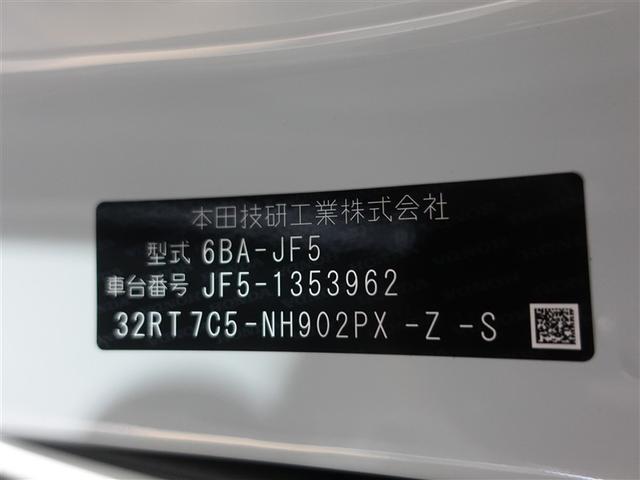 本田技研工業株式会社
型式 6BA-JF5
車台番号 JF5-1353962
32RT 7C5-NH902PX -Z -S